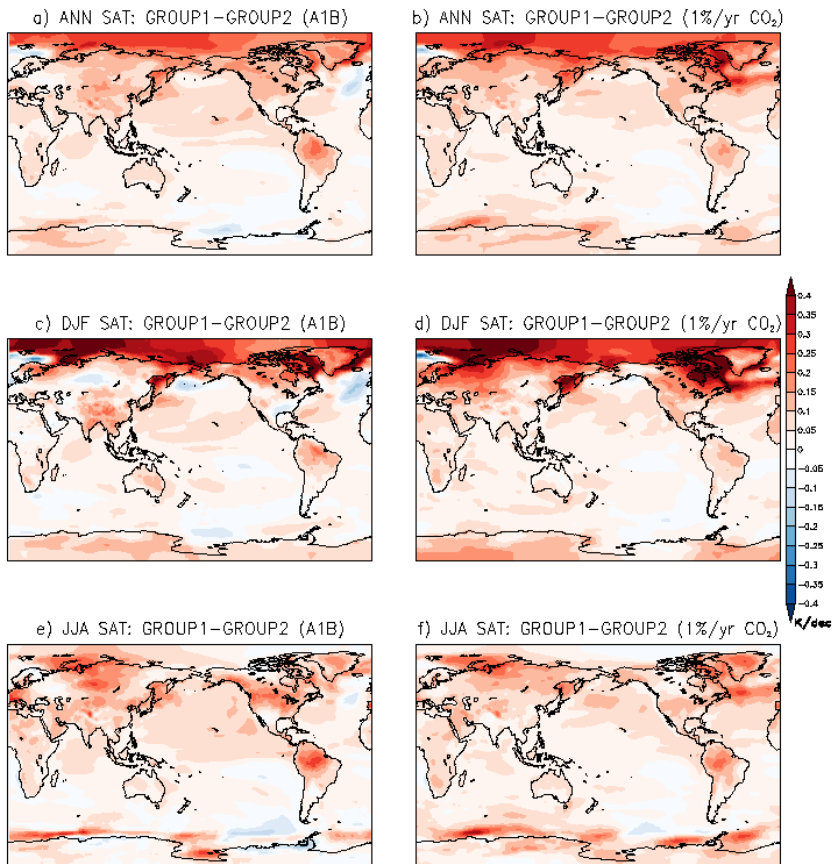 a) ANN SAT: GROUP1-GROUP2 (A1B)
b) ANN SAT: GROUP1-GROUP2 (1%/yr CO₂)
c) DJF SAT: GROUP1-GROUP2 (A1B)
d) DJF SAT: GROUP1-GROUP2 (1%/yr CO₂)
0.4
0.35
0.3
0.25
0.2
0.15
0.1
0.05
0
-0.05
-0.1
-0.15
-0.2
-0.25
-0.3
-0.35
-0.4
K/dec
e) JJA SAT: GROUP1-GROUP2 (A1B)
f) JJA SAT: GROUP1-GROUP2 (1%/yr CO₂)